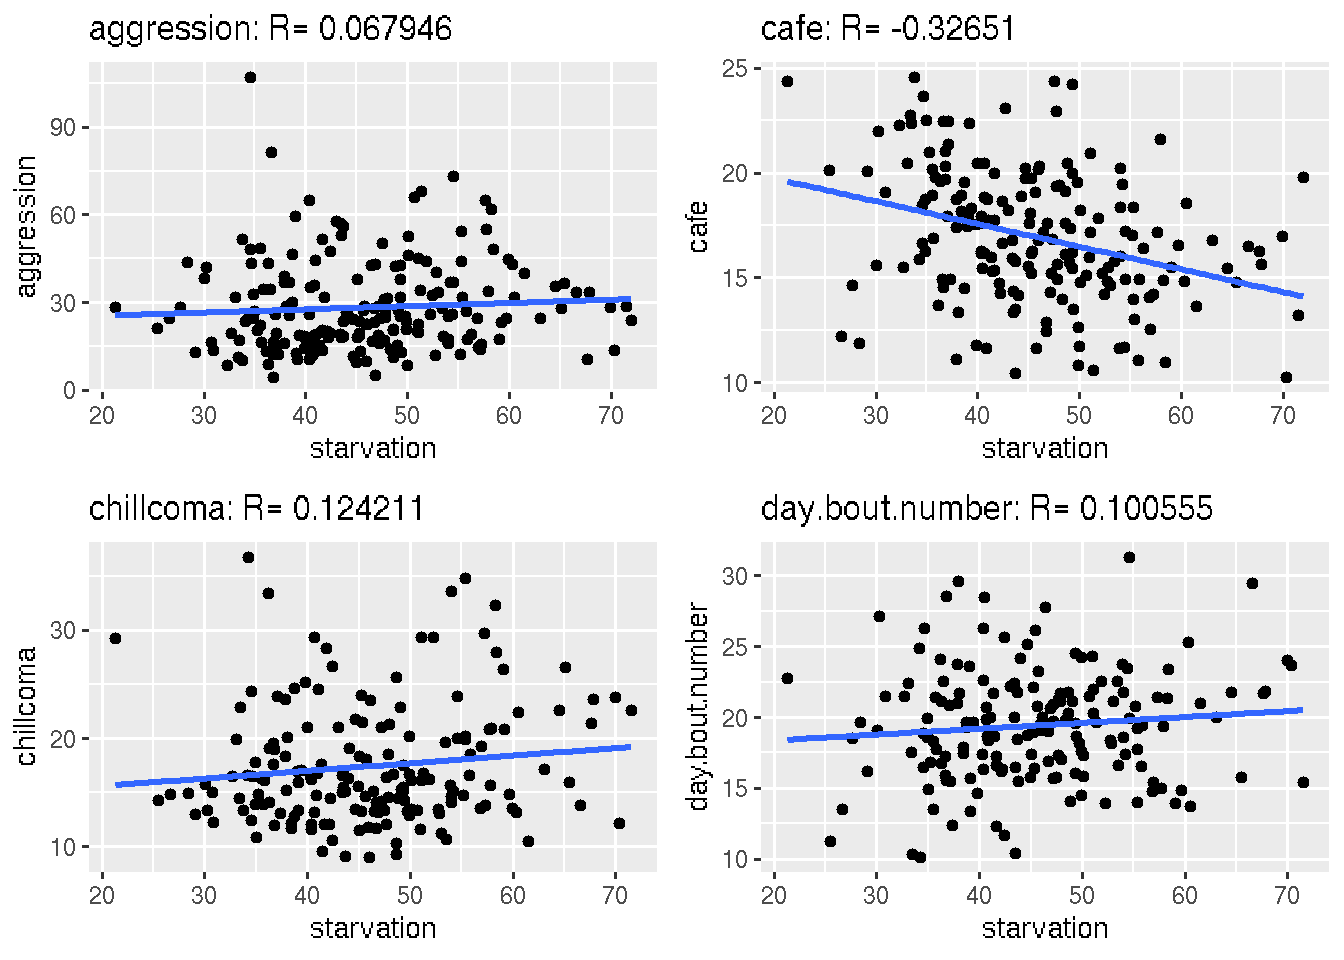 aggression: R= 0.067946
90
60
30
0
aggression
20 30 40 50 60 70
starvation
cafe: R= -0.32651
25
20
15
10
cafe
20 30 40 50 60 70
starvation
chillcoma: R= 0.124211
30
20
10
chillcoma
20 30 40 50 60 70
starvation
day.bout.number: R= 0.100555
30
25
20
15
10
day.bout.number
20 30 40 50 60 70
starvation